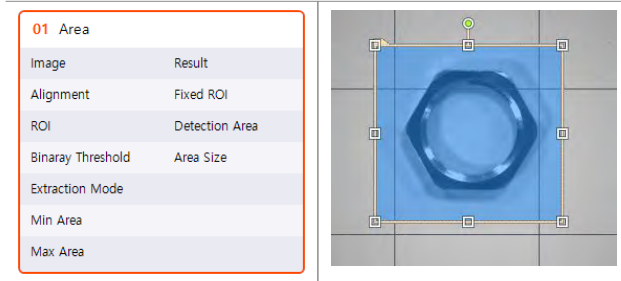 01 Area
Image Result
Alignment Fixed ROI
ROI Detection Area
Binaray Threshold Area Size
Extraction Mode
Min Area
Max Area